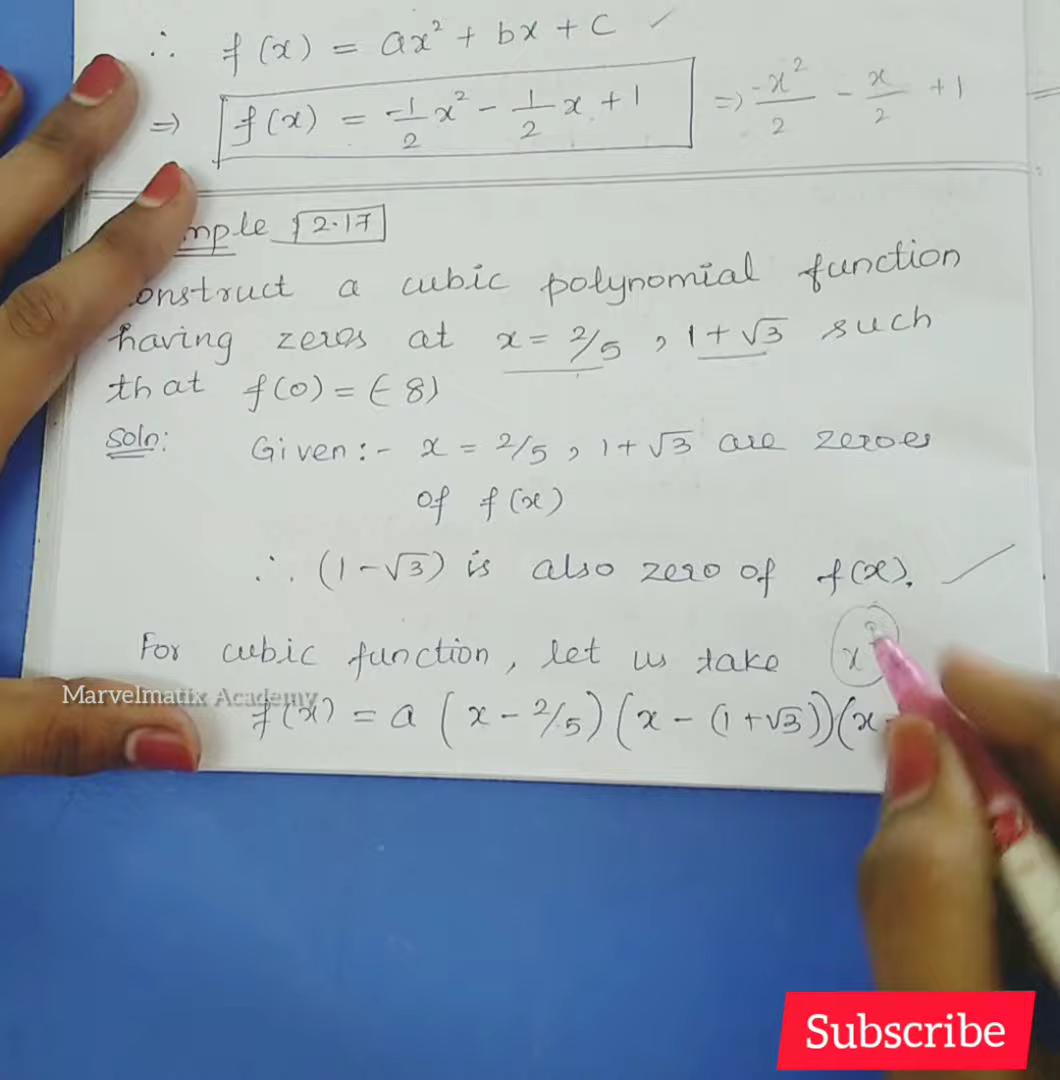 ∴ f(x) = ax² + bx + c ✓
⇒ f(x) = -1/2 x² - 1/2 x + 1 ⇒ -x²/2 - x/2 + 1
mple 2.17
onstruct a cubic polynomial function
having zeros at x = 2/5 , 1+√3 such
that f(0) = (-8)
Soln: Given :- x = 2/5 , 1+√3 are zeroes
of f(x)
∴ (1-√3) is also zero of f(x).
For cubic function, let us take x
Marvelmatix Academy
f(x) = a (x - 2/5) (x - (1+√3)) (x -
Subscribe